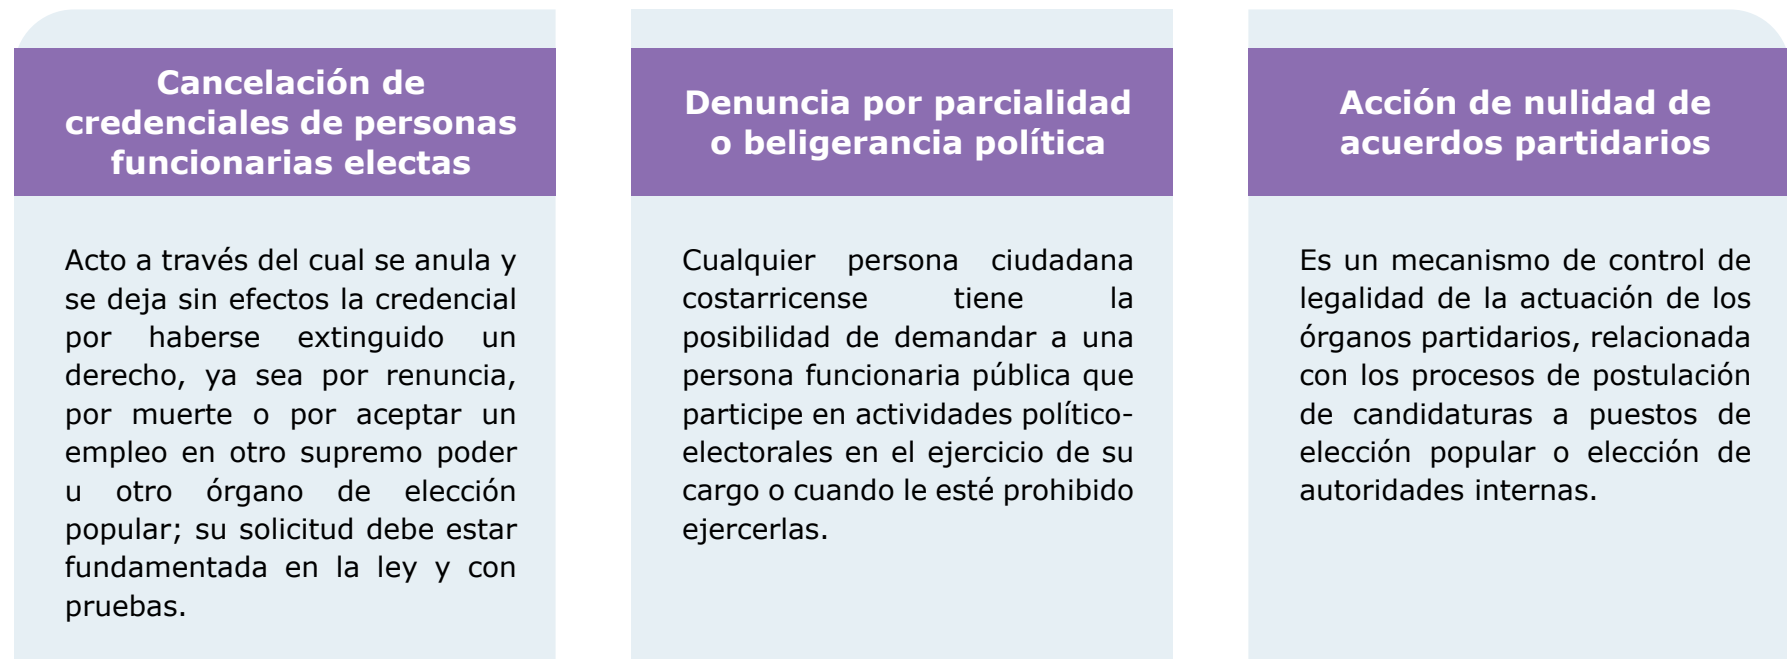 Cancelación de
credenciales de personas
funcionarias electas
Acto a través del cual se anula y
se deja sin efectos la credencial
por haberse extinguido un
derecho, ya sea por renuncia,
por muerte o por aceptar un
empleo en otro supremo poder
u otro órgano de elección
popular; su solicitud debe estar
fundamentada en la ley y con
pruebas.
Denuncia por parcialidad
o beligerancia política
Cualquier persona ciudadana
costarricense tiene la
posibilidad de demandar a una
persona funcionaria pública que
participe en actividades político-
electorales en el ejercicio de su
cargo o cuando le esté prohibido
ejercerlas.
Acción de nulidad de
acuerdos partidarios
Es un mecanismo de control de
legalidad de la actuación de los
órganos partidarios, relacionada
con los procesos de postulación
de candidaturas a puestos de
elección popular o elección de
autoridades internas.